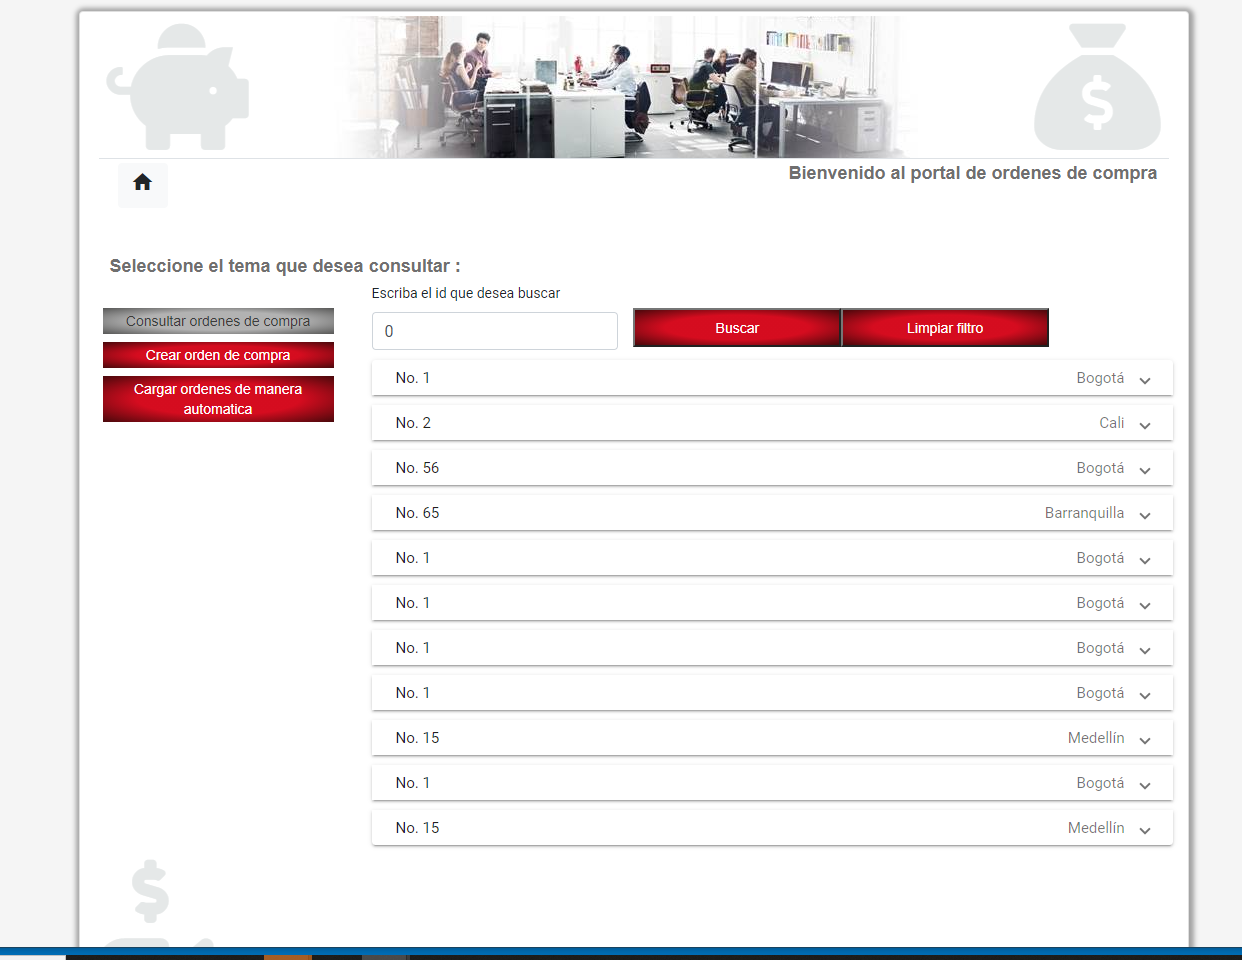 Bienvenido al portal de ordenes de compra
Seleccione el tema que desea consultar :
Escriba el id que desea buscar
Consultar ordenes de compra
Crear orden de compra
Cargar ordenes de manera
automatica
0
Buscar
Limpiar filtro
No. 1 Bogotá
No. 2 Cali
No. 56 Bogotá
No. 65 Barranquilla
No. 1 Bogotá
No. 1 Bogotá
No. 1 Bogotá
No. 1 Bogotá
No. 15 Medellín
No. 1 Bogotá
No. 15 Medellín